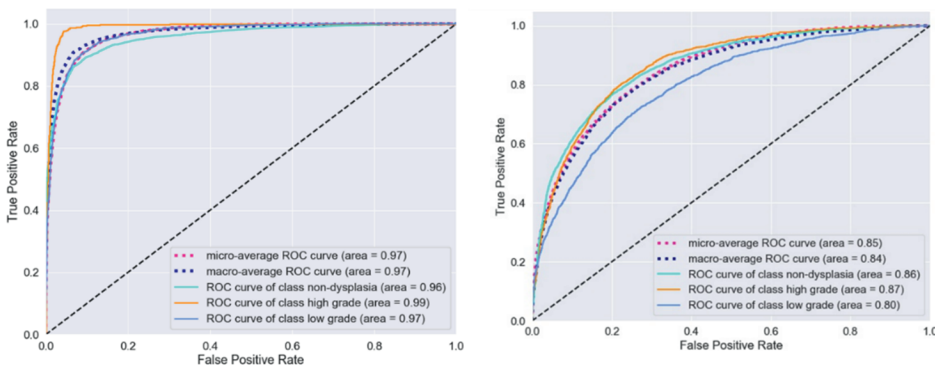 1.0
0.8
0.6
0.4
0.2
0.0
True Positive Rate
micro-average ROC curve (area = 0.97)
macro-average ROC curve (area = 0.97)
ROC curve of class non-dysplasia (area = 0.96)
ROC curve of class high grade (area = 0.99)
ROC curve of class low grade (area = 0.97)
0.0 0.2 0.4 0.6 0.8 1.0
False Positive Rate
1.0
0.8
0.6
0.4
0.2
0.0
True Positive Rate
micro-average ROC curve (area = 0.85)
macro-average ROC curve (area = 0.84)
ROC curve of class non-dysplasia (area = 0.86)
ROC curve of class high grade (area = 0.87)
ROC curve of class low grade (area = 0.80)
0.0 0.2 0.4 0.6 0.8 1.0
False Positive Rate